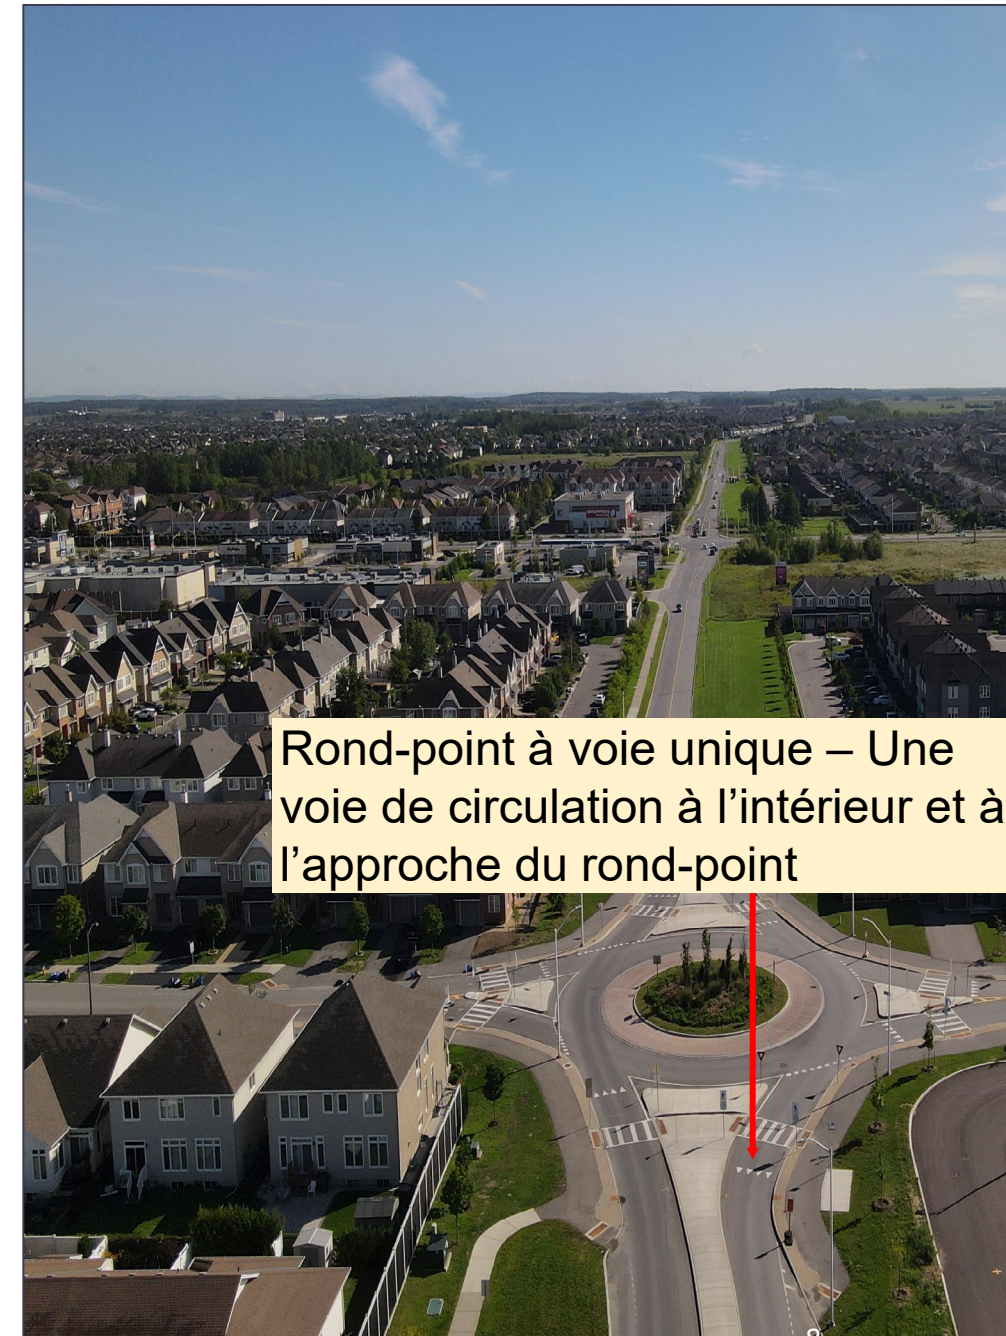 Rond-point à voie unique – Une
voie de circulation à l’intérieur et à
l’approche du rond-point